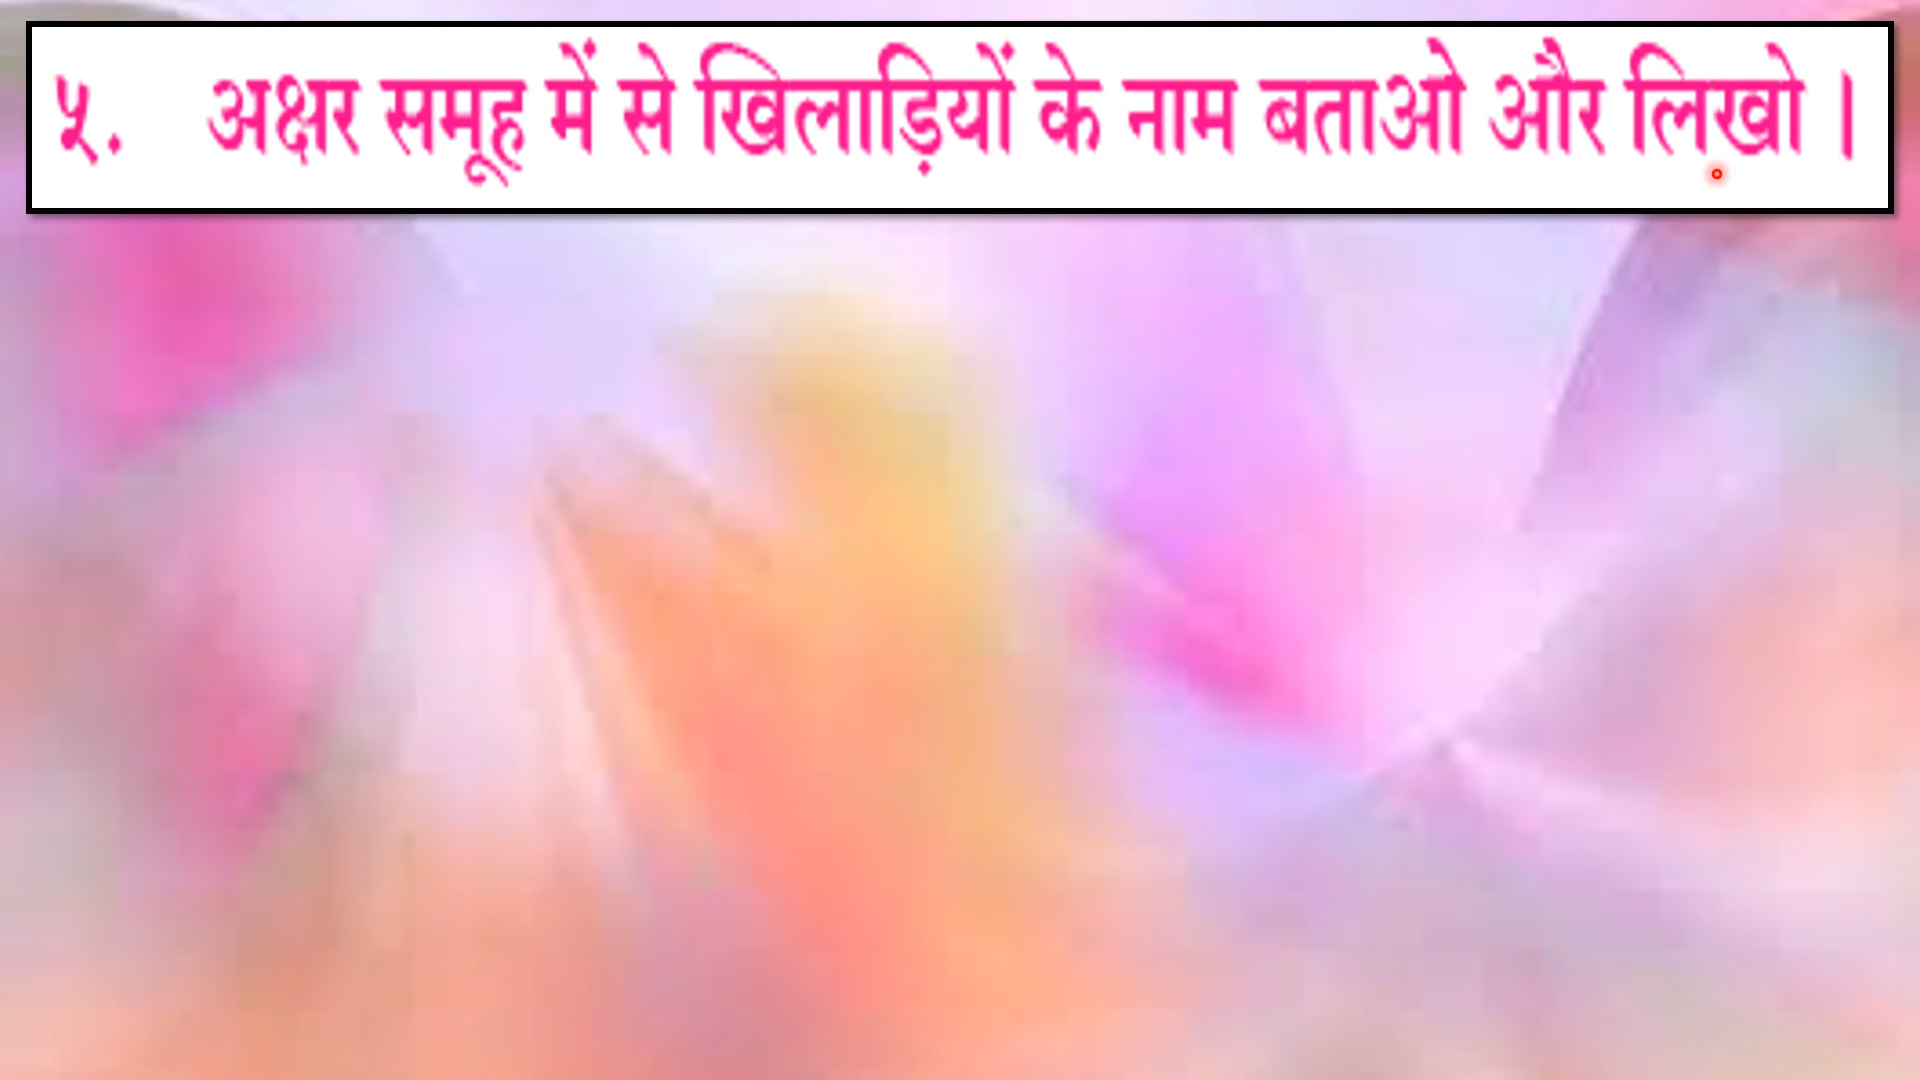 ५. अक्षर समूह में से खिलाड़ियों के नाम बताओ और लिखो ।